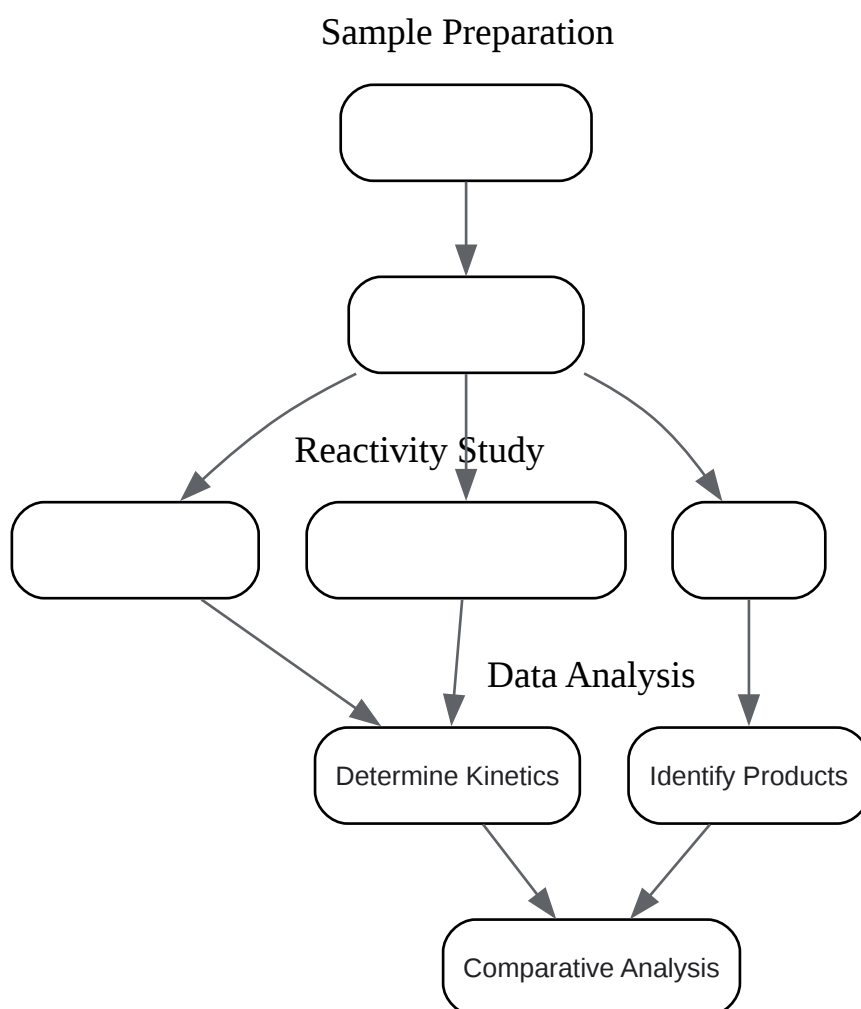 Sample Preparation
Reactivity Study
Data Analysis
Determine Kinetics
Identify Products
Comparative Analysis